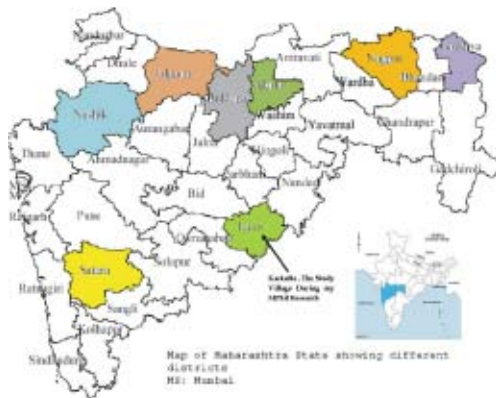 Nandurbar
Dhule
Jalgaon
Buldana
Akola
Amravati
Nagpur
Gondiya
Bhandara
Wardha
Nashik
Aurangabad
Jalna
Washim
Yavatmal
Chandrapur
Gadchiroli
Thane
Ahmadnagar
Hingoli
Parbhani
Nanded
Bid
Raigarh
Pune
Latur
Osmanabad
Satara
Solapur
Ratnagiri
Sangli
Kolhapur
Sindhudurg
, The Study
Village During my
Research
Map of Maharashtra State showing different
districts
MS: Mumbai